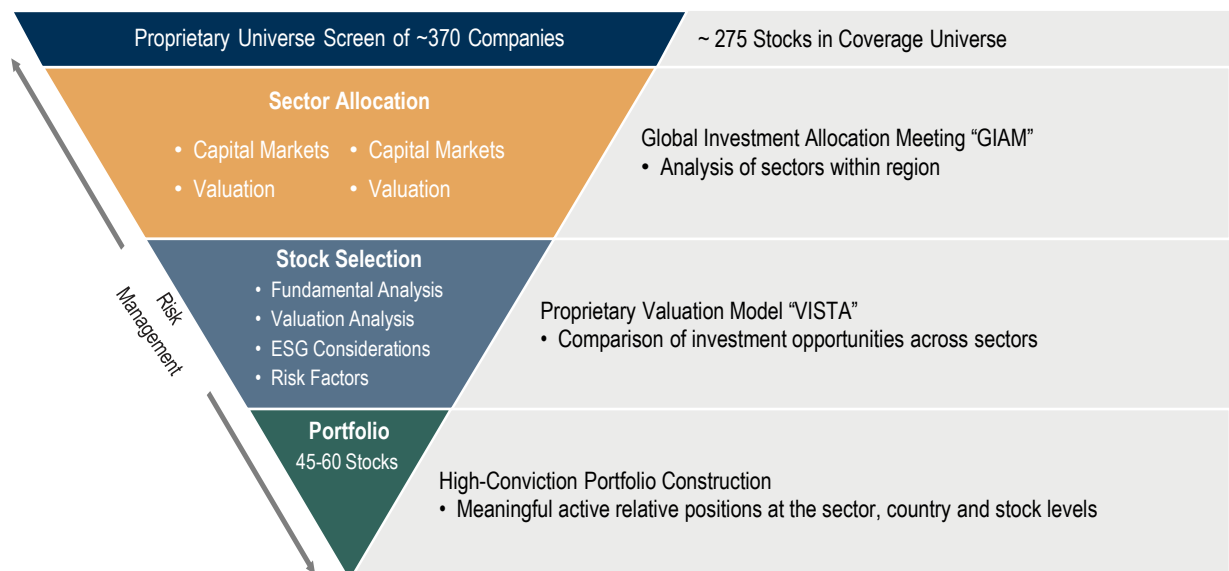 Proprietary Universe Screen of ~370 Companies
~ 275 Stocks in Coverage Universe
Sector Allocation
• Capital Markets • Capital Markets
• Valuation • Valuation
Global Investment Allocation Meeting “GIAM”
• Analysis of sectors within region
Risk
Management
Stock Selection
• Fundamental Analysis
• Valuation Analysis
• ESG Considerations
• Risk Factors
Proprietary Valuation Model “VISTA”
• Comparison of investment opportunities across sectors
Portfolio
45-60 Stocks
High-Conviction Portfolio Construction
• Meaningful active relative positions at the sector, country and stock levels